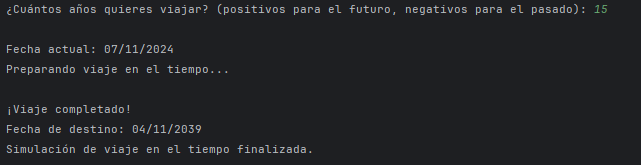 ¿Cuántos años quieres viajar? (positivos para el futuro, negativos para el pasado): 15
Fecha actual: 07/11/2024
Preparando viaje en el tiempo...
¡Viaje completado!
Fecha de destino: 04/11/2039
Simulación de viaje en el tiempo finalizada.